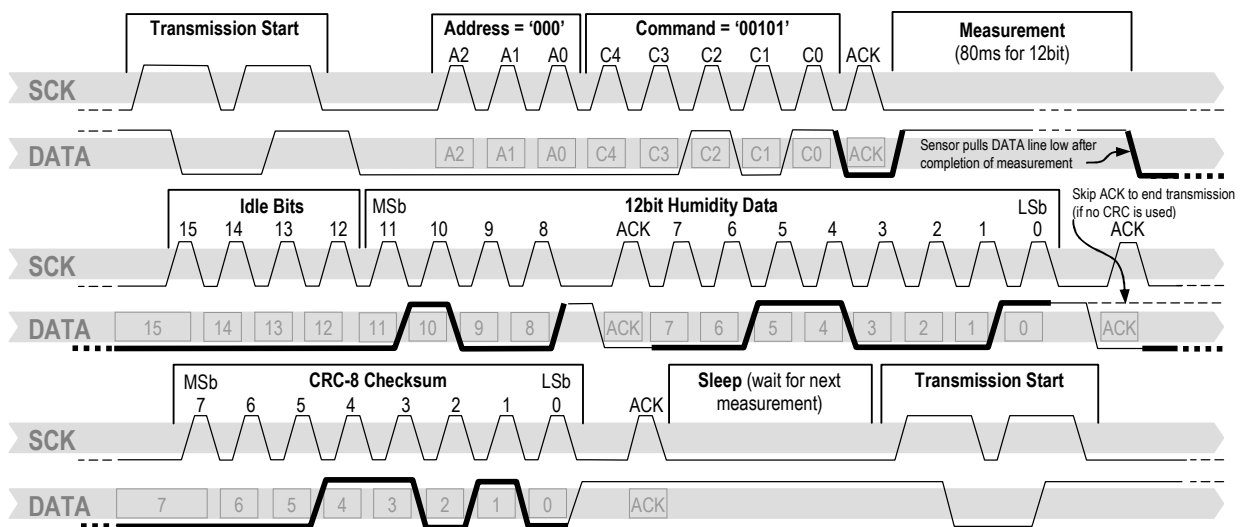 Transmission Start Address = ‘000’ Command = ‘00101’ Measurement
(80ms for 12bit)
A2 A1 A0 C4 C3 C2 C1 C0 ACK
SCK
DATA A2 A1 A0 C4 C3 C2 C1 C0 ACK
Sensor pulls DATA line low after
completion of measurement
Skip ACK to end transmission
(if no CRC is used)
Idle Bits MSb 12bit Humidity Data LSb
15 14 13 12 11 10 9 8 ACK 7 6 5 4 3 2 1 0 ACK
SCK
DATA 15 14 13 12 11 10 9 8 ACK 7 6 5 4 3 2 1 0 ACK
MSb CRC-8 Checksum LSb Sleep (wait for next
measurement)
Transmission Start
7 6 5 4 3 2 1 0 ACK
SCK
DATA 7 6 5 4 3 2 1 0 ACK